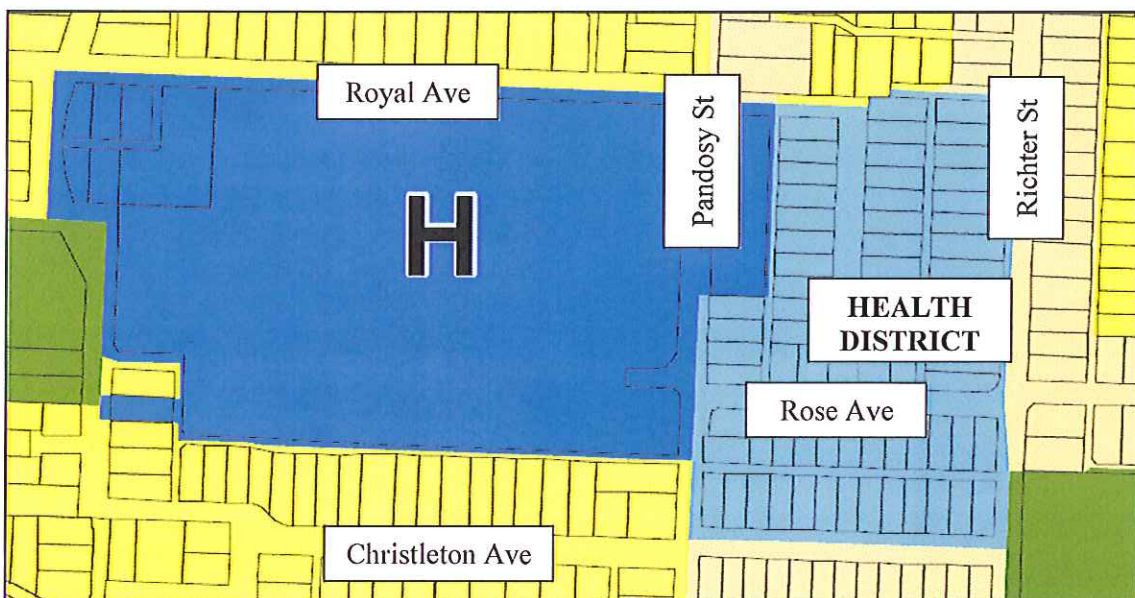 Royal Ave
Pandosy St
Richter St
H
HEALTH
DISTRICT
Rose Ave
Christleton Ave